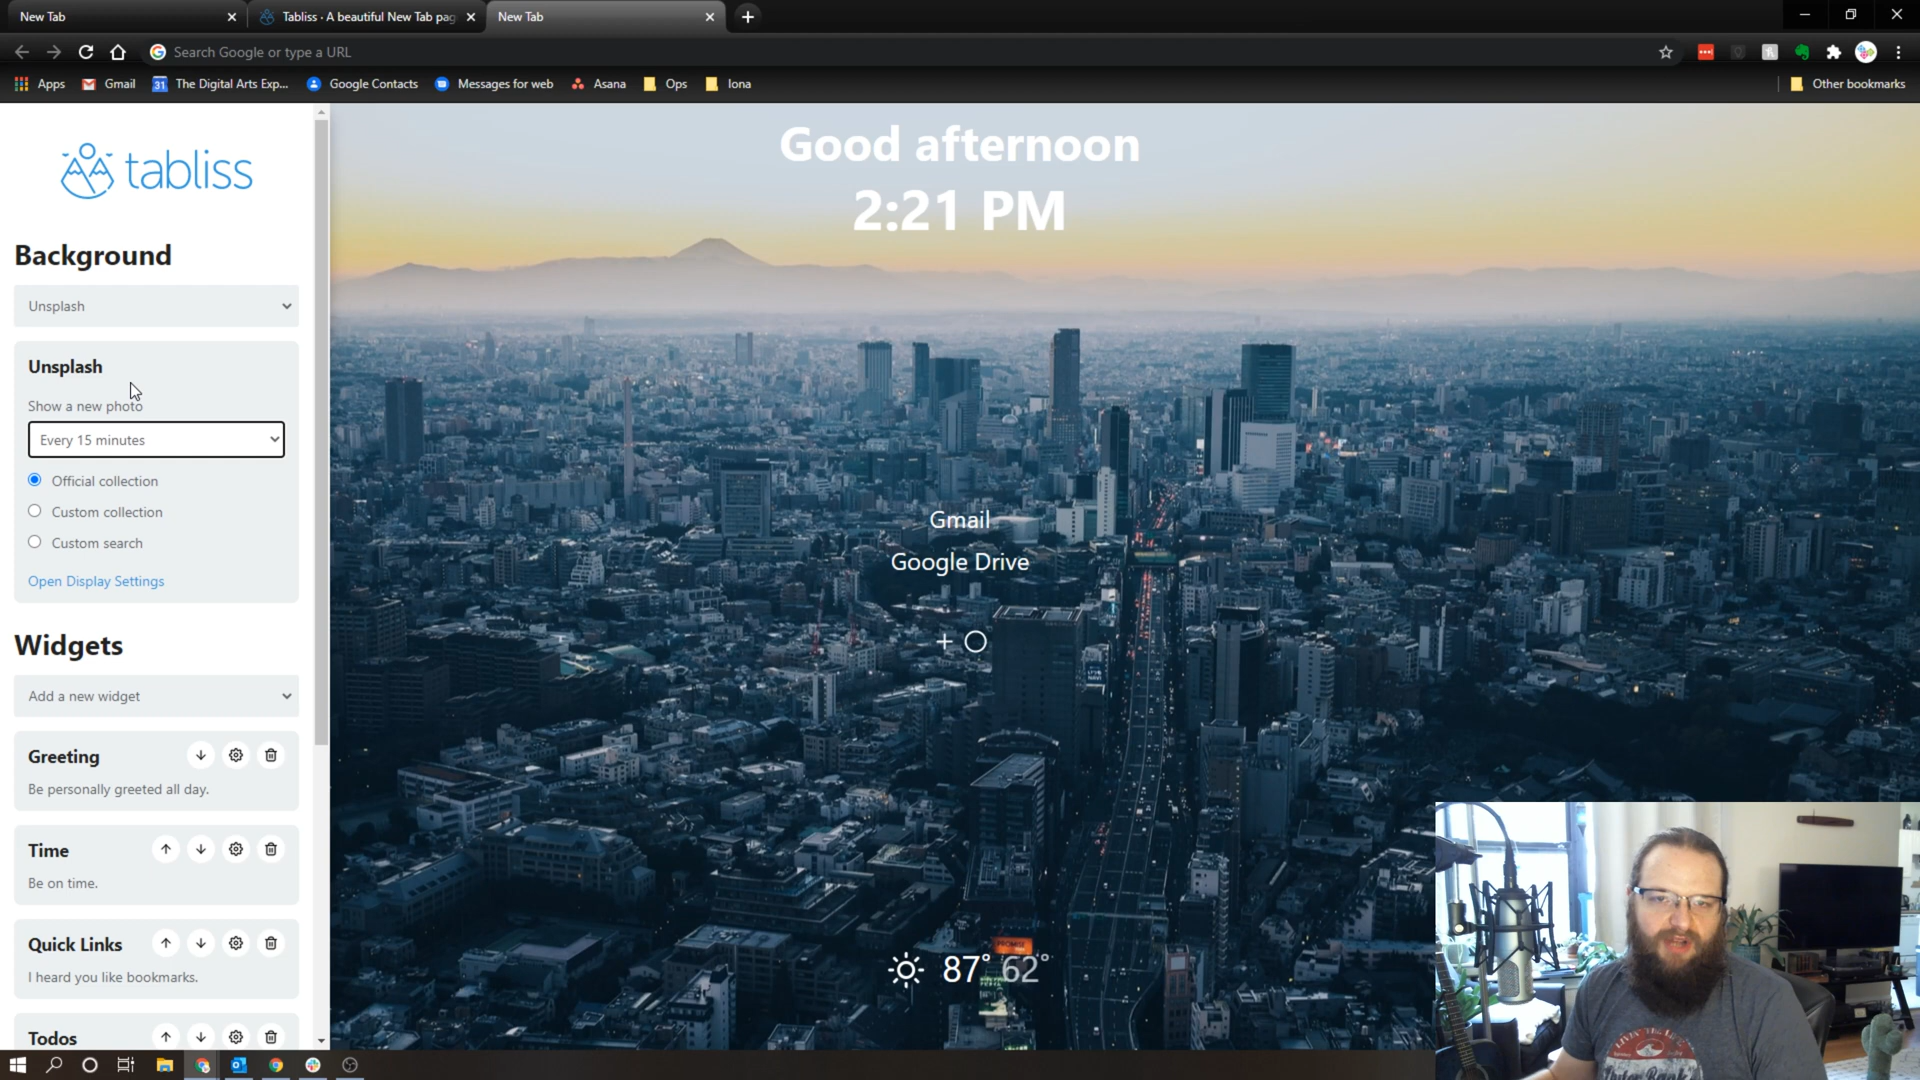 New Tab
Tabliss · A beautiful New Tab pag
New Tab
Search Google or type a URL
Apps
Gmail
31
The Digital Arts Exp...
Google Contacts
Messages for web
Asana
Ops
Iona
Other bookmarks
tabliss
Background
Unsplash
Unsplash
Show a new photo
Every 15 minutes
Official collection
Custom collection
Custom search
Open Display Settings
Widgets
Add a new widget
Greeting
Be personally greeted all day.
Time
Be on time.
Quick Links
I heard you like bookmarks.
Todos
Good afternoon
2:21 PM
Gmail
Google Drive
PROMISE
87° 62°